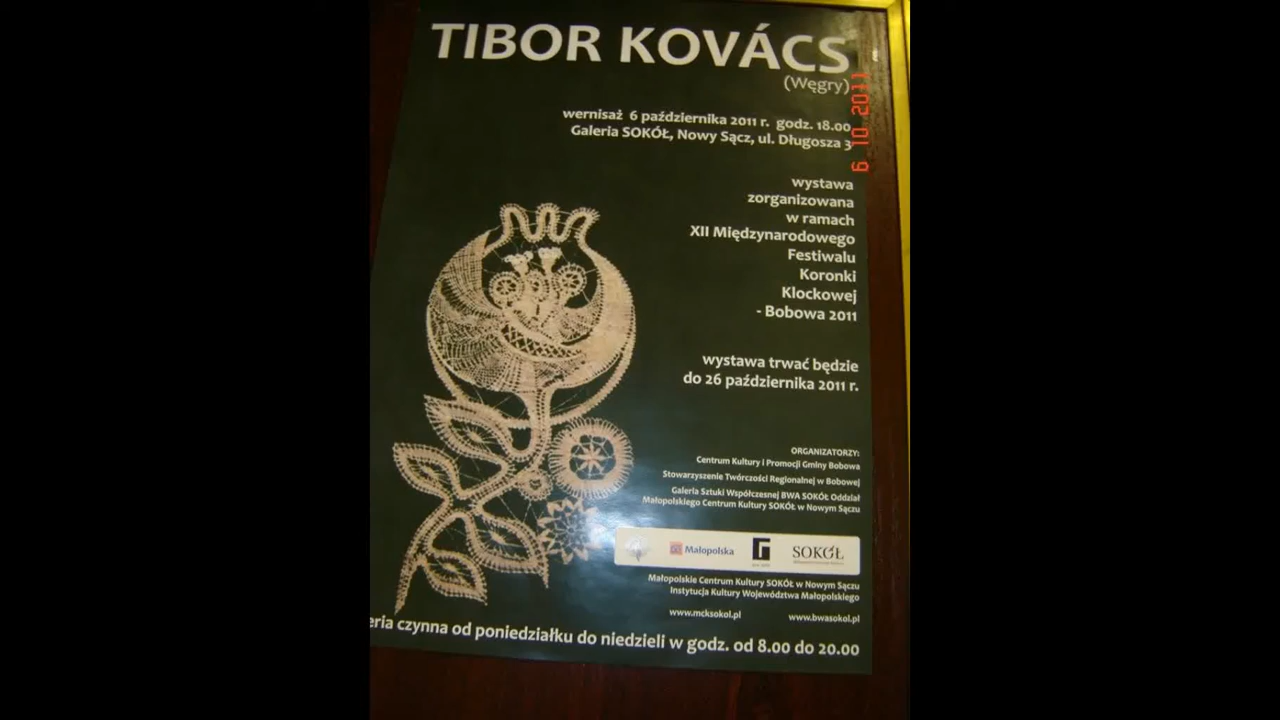 TIBOR KOVÁCS
(Węgry)
wernisaż 6 października 2011 r. godz. 18.00
Galeria SOKÓŁ, Nowy Sącz, ul. Długosza 3
6 10 2011
wystawa
zorganizowana
w ramach
XII Międzynarodowego
Festiwalu
Koronki
Klockowej
- Bobowa 2011
wystawa trwać będzie
do 26 października 2011 r.
ORGANIZATORZY:
Centrum Kultury i Promocji Gminy Bobowa
Stowarzyszenie Twórczości Regionalnej w Bobowej
Galeria Sztuki Współczesnej BWA SOKÓŁ Oddział
Małopolskiego Centrum Kultury SOKÓŁ w Nowym Sączu
Małopolska
SOKÓŁ
Małopolskie Centrum Kultury SOKÓŁ w Nowym Sączu
Instytucja Kultury Województwa Małopolskiego
www.mcksokol.pl www.bwasokol.pl
eria czynna od poniedziałku do niedzieli w godz. od 8.00 do 20.00